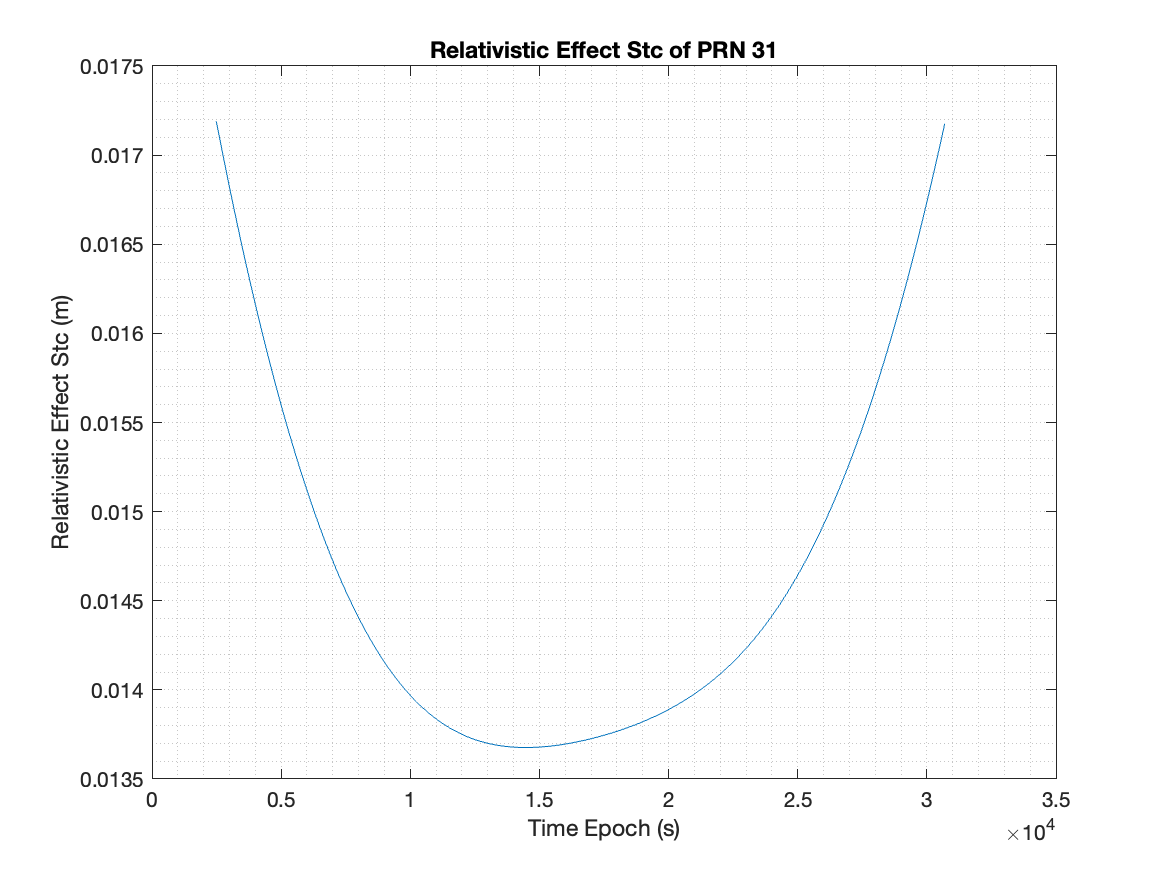 Relativistic Effect Stc of PRN 31
Relativistic Effect Stc (m)
0.0175
0.017
0.0165
0.016
0.0155
0.015
0.0145
0.014
0.0135
0 0.5 1 1.5 2 2.5 3 3.5
Time Epoch (s)
×10⁴